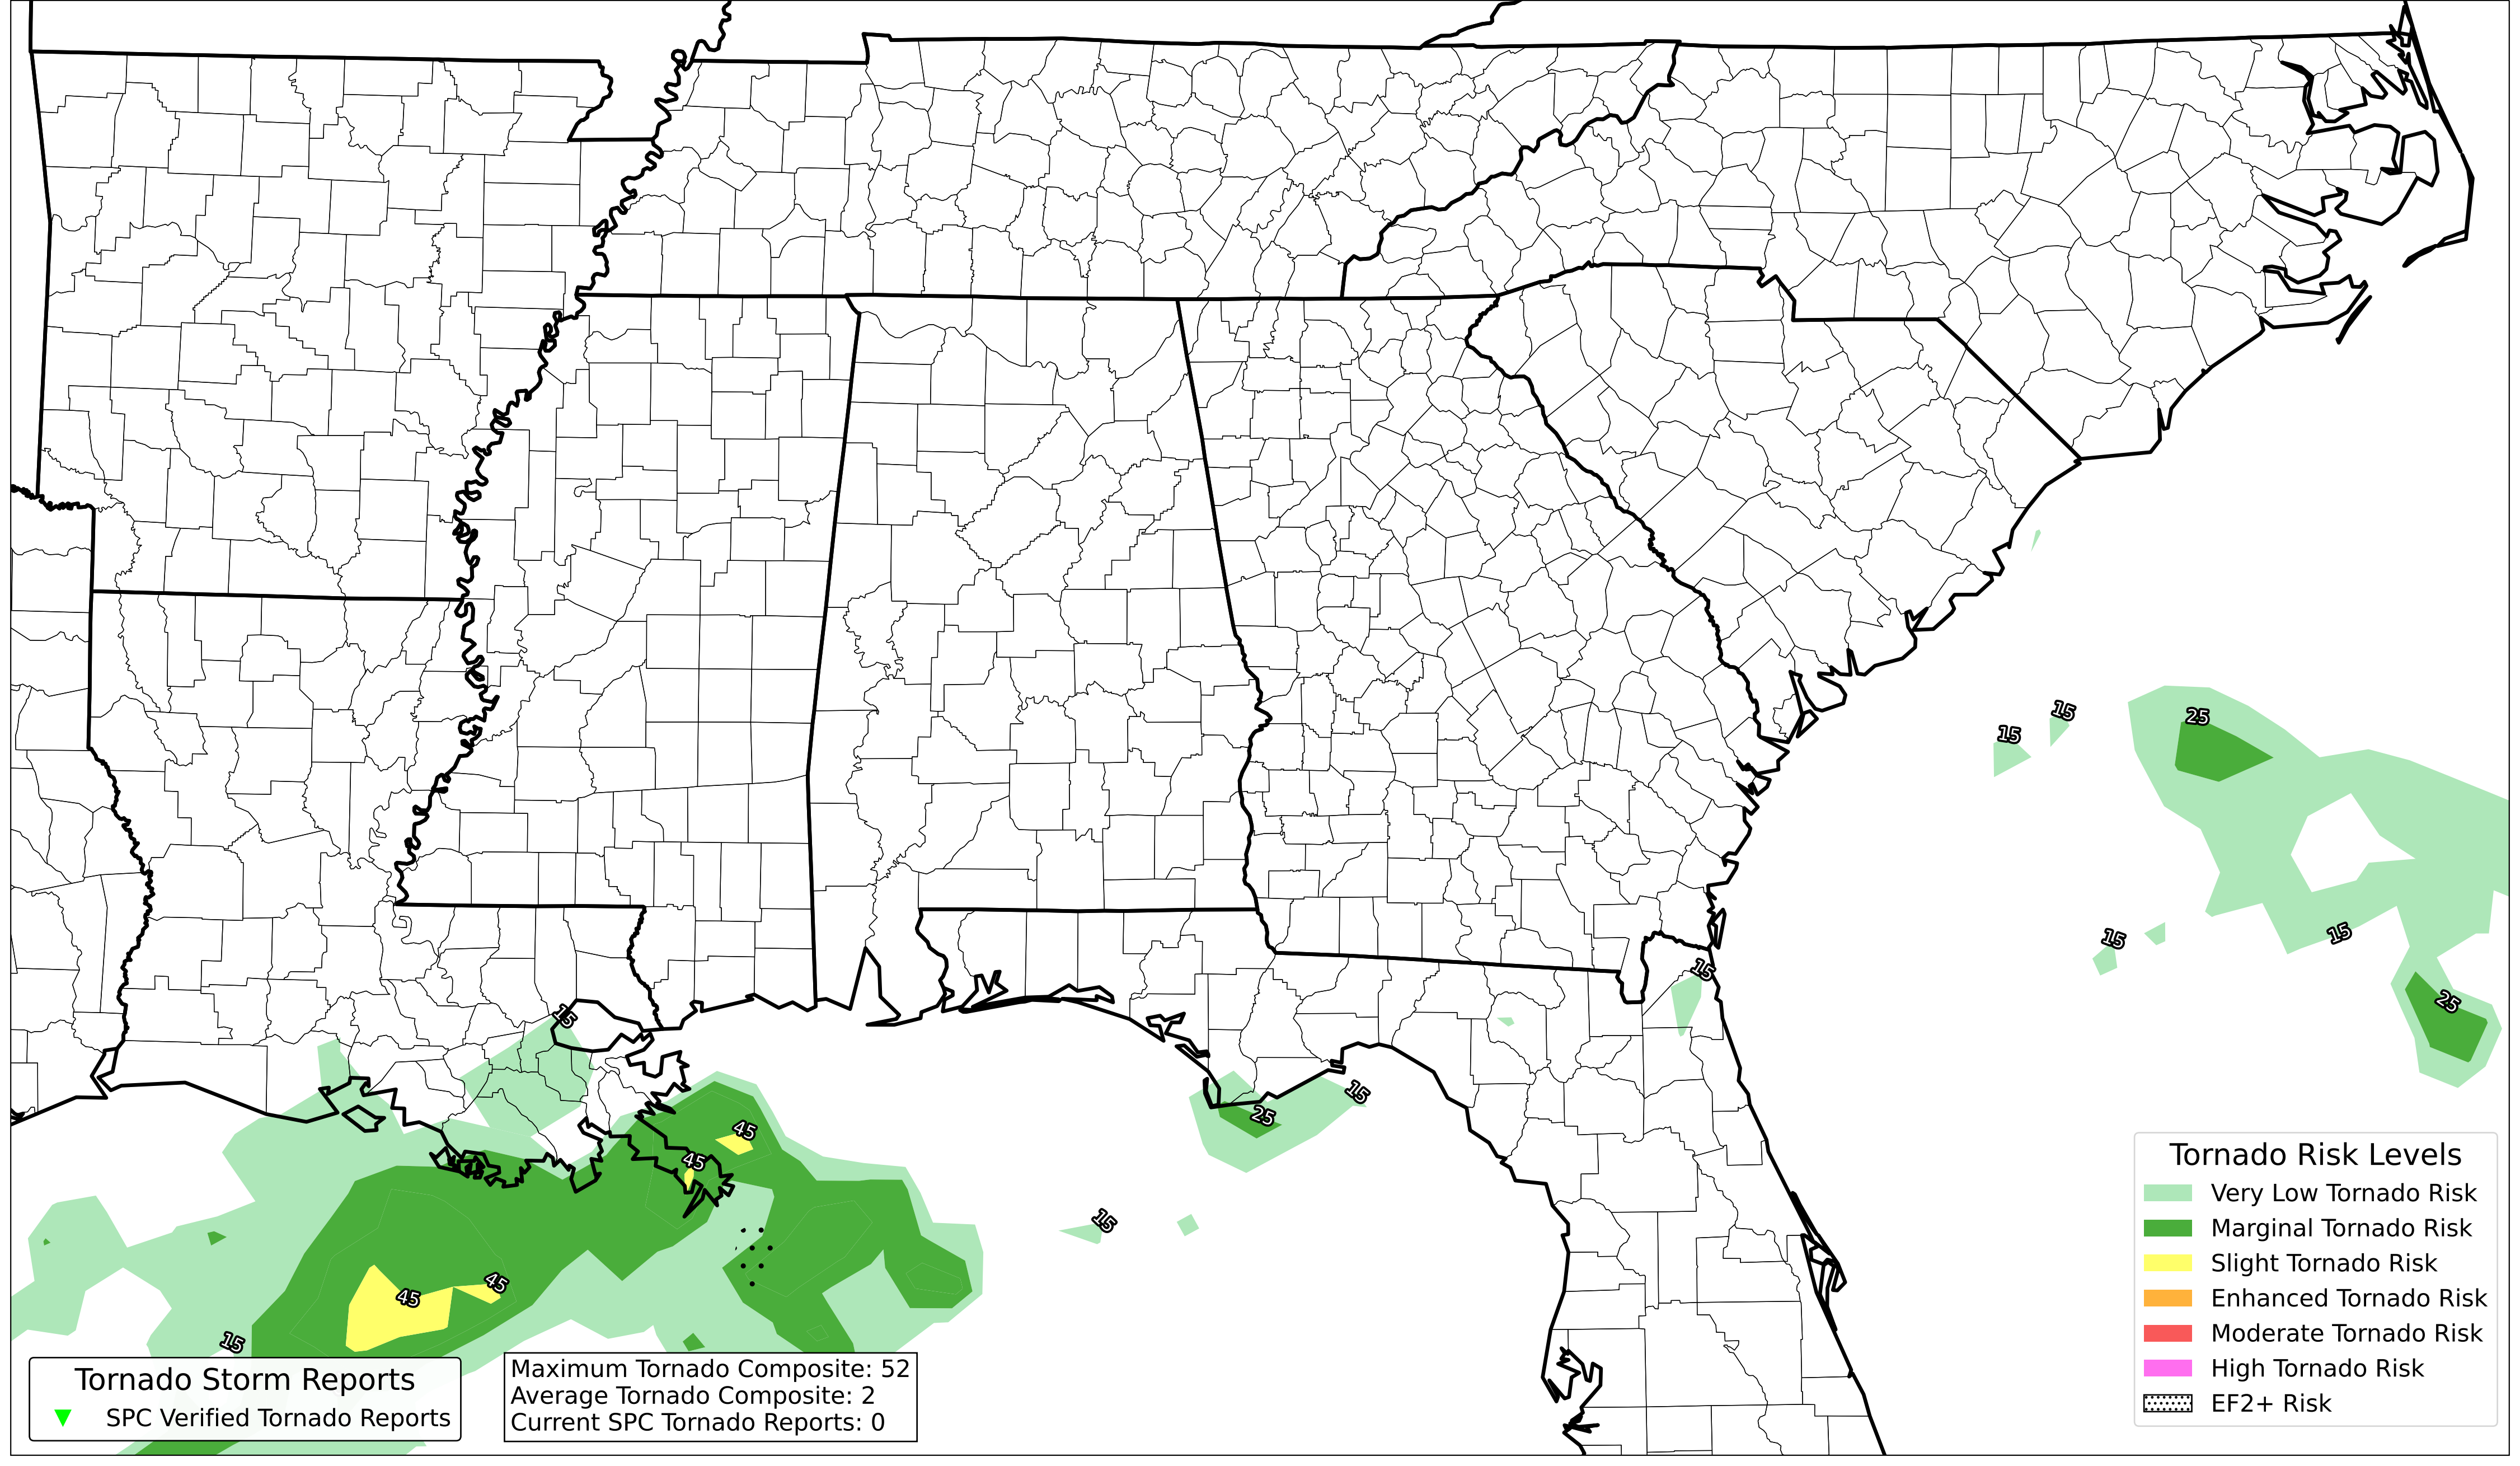 15
15
25
15
15
15
25
15
15
25
45
45
15
45
45
15
Tornado Risk Levels
Very Low Tornado Risk
Marginal Tornado Risk
Slight Tornado Risk
Enhanced Tornado Risk
Moderate Tornado Risk
High Tornado Risk
EF2+ Risk
Tornado Storm Reports
SPC Verified Tornado Reports
Maximum Tornado Composite: 52
Average Tornado Composite: 2
Current SPC Tornado Reports: 0